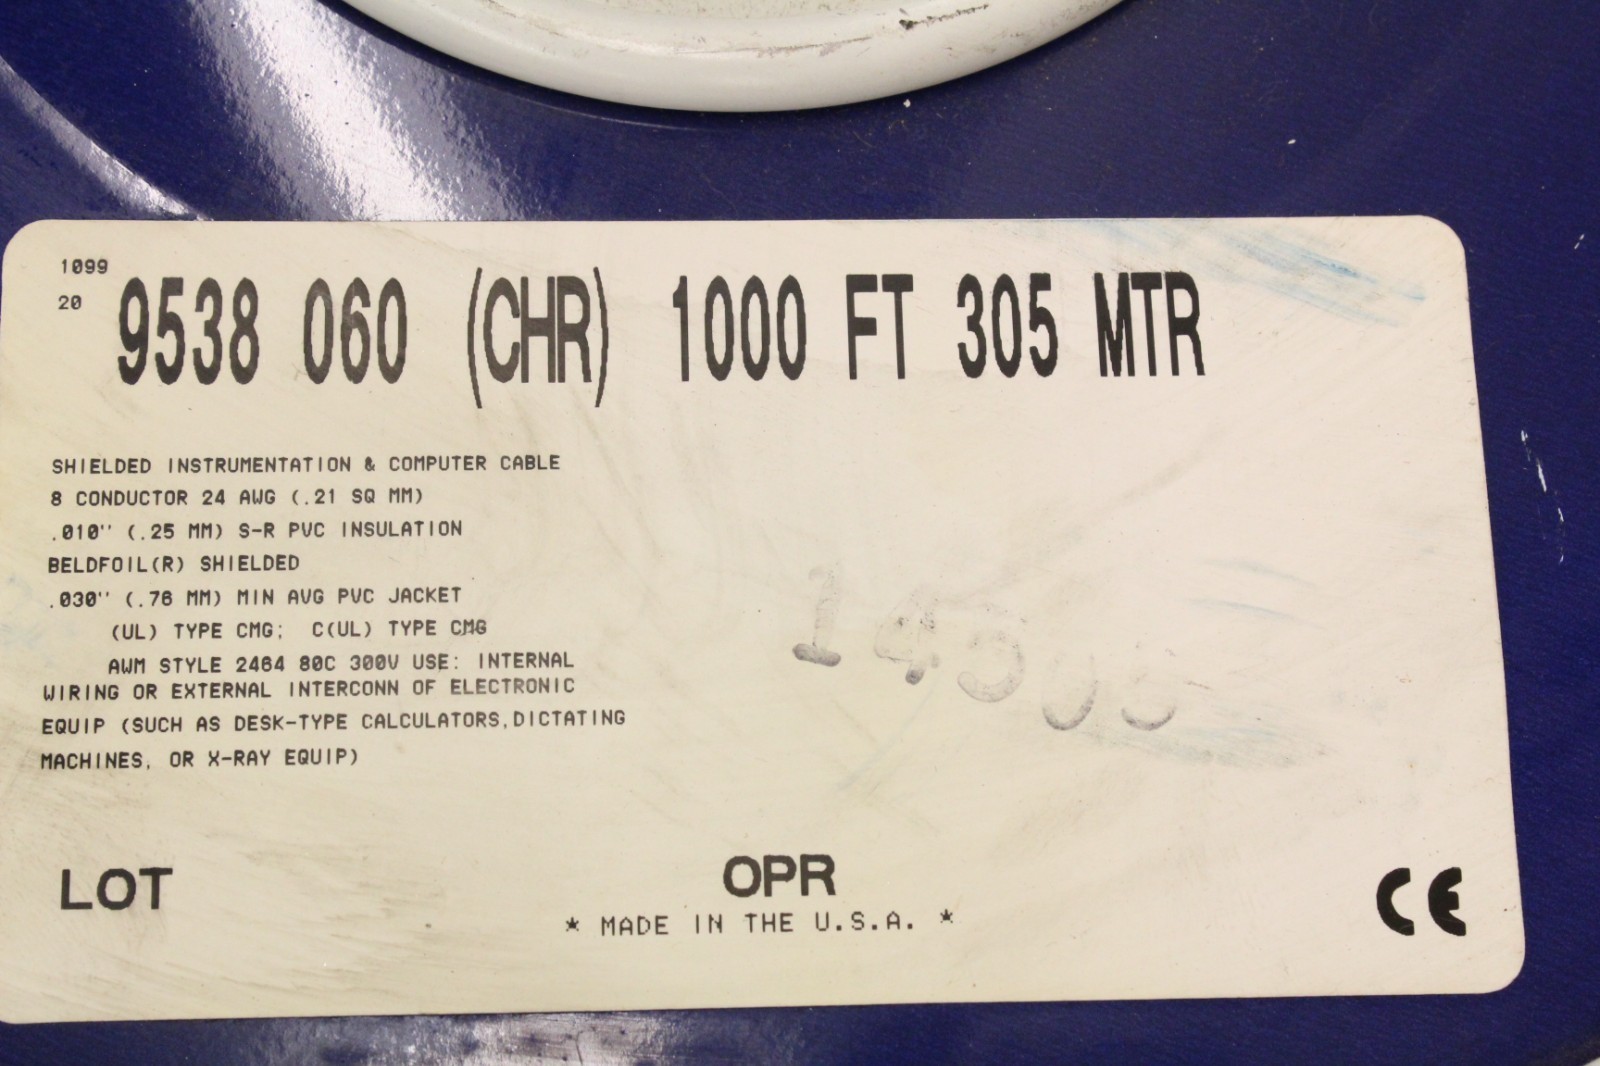 1099
20
9538 060 (CHR) 1000 FT 305 MTR
SHIELDED INSTRUMENTATION & COMPUTER CABLE
8 CONDUCTOR 24 AWG (.21 SQ MM)
.010'' (.25 MM) S-R PVC INSULATION
BELDFOIL(R) SHIELDED
.030'' (.76 MM) MIN AVG PVC JACKET
(UL) TYPE CMG; C(UL) TYPE CMG
AWM STYLE 2464 80C 300V USE: INTERNAL
WIRING OR EXTERNAL INTERCONN OF ELECTRONIC
EQUIP (SUCH AS DESK-TYPE CALCULATORS,DICTATING
MACHINES, OR X-RAY EQUIP)
LOT
OPR
* MADE IN THE U.S.A. *
CE